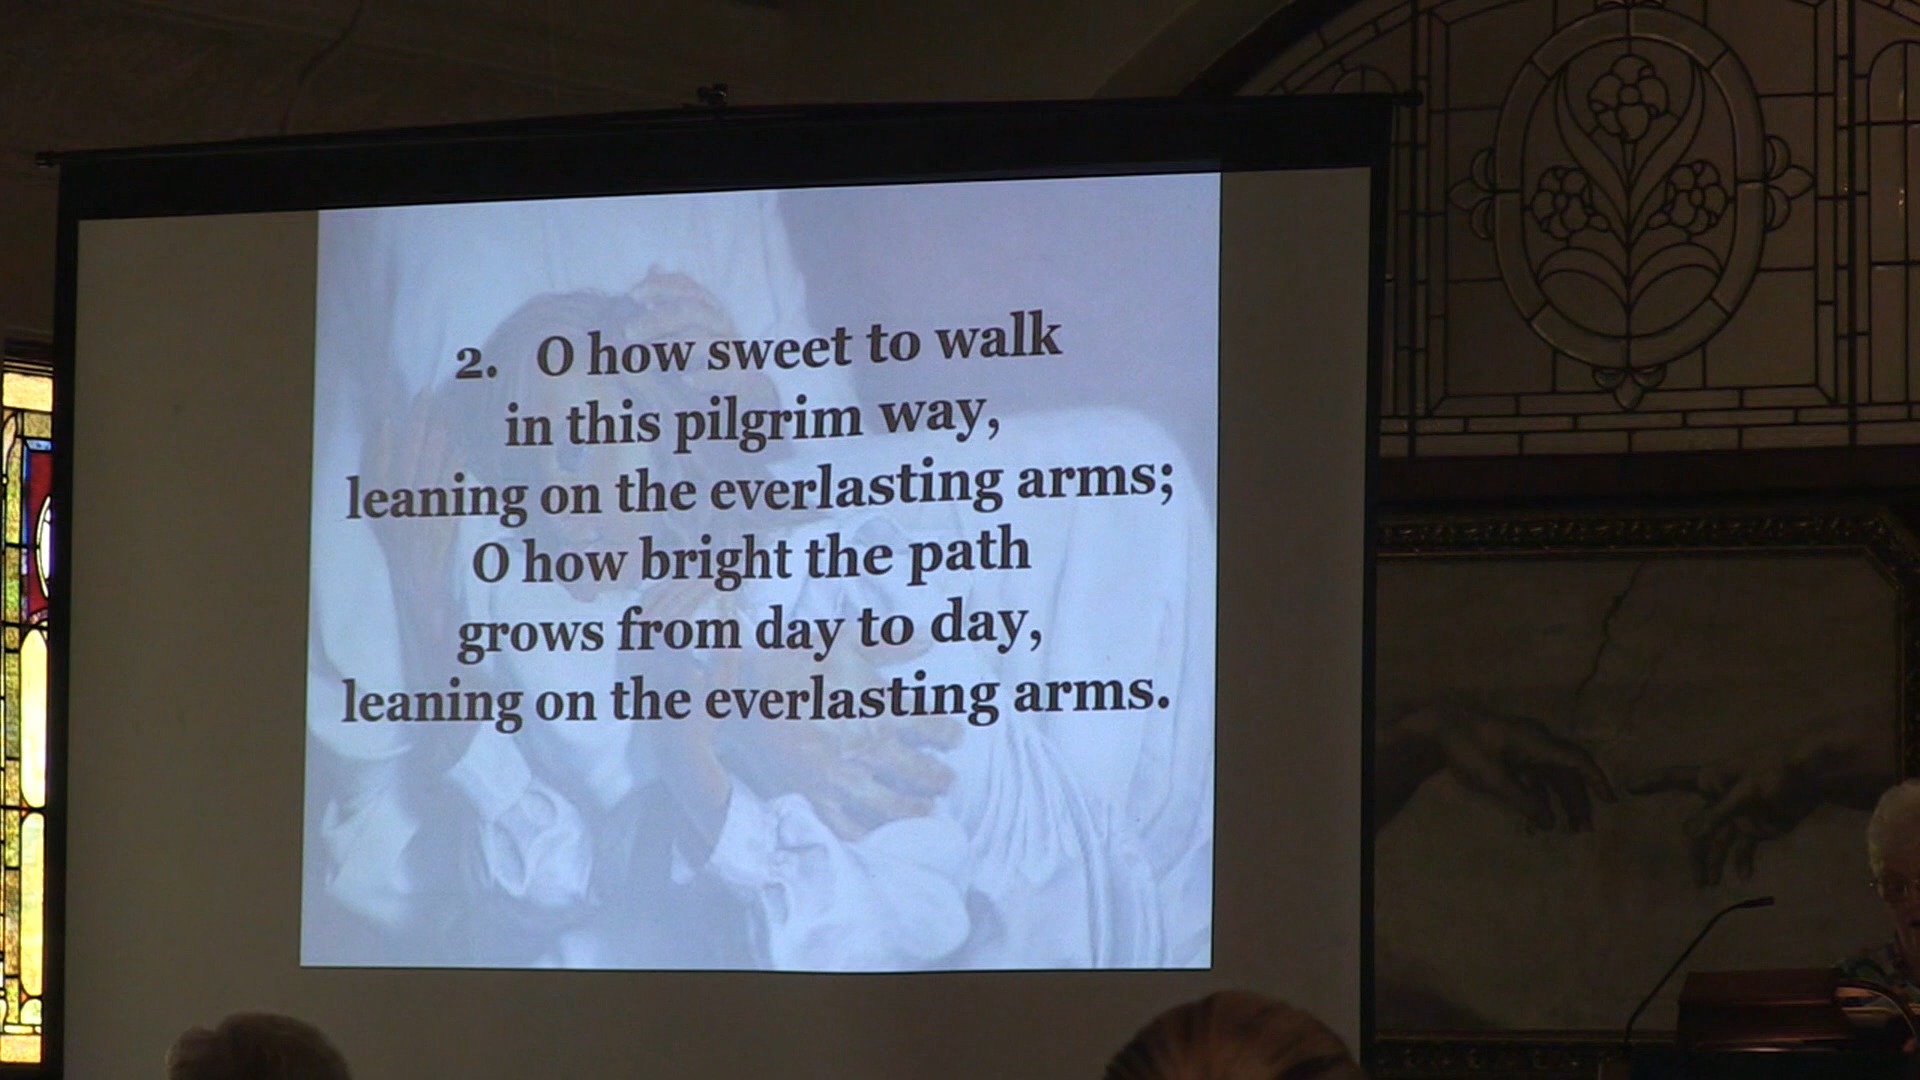 2. O how sweet to walk
in this pilgrim way,
leaning on the everlasting arms;
O how bright the path
grows from day to day,
leaning on the everlasting arms.